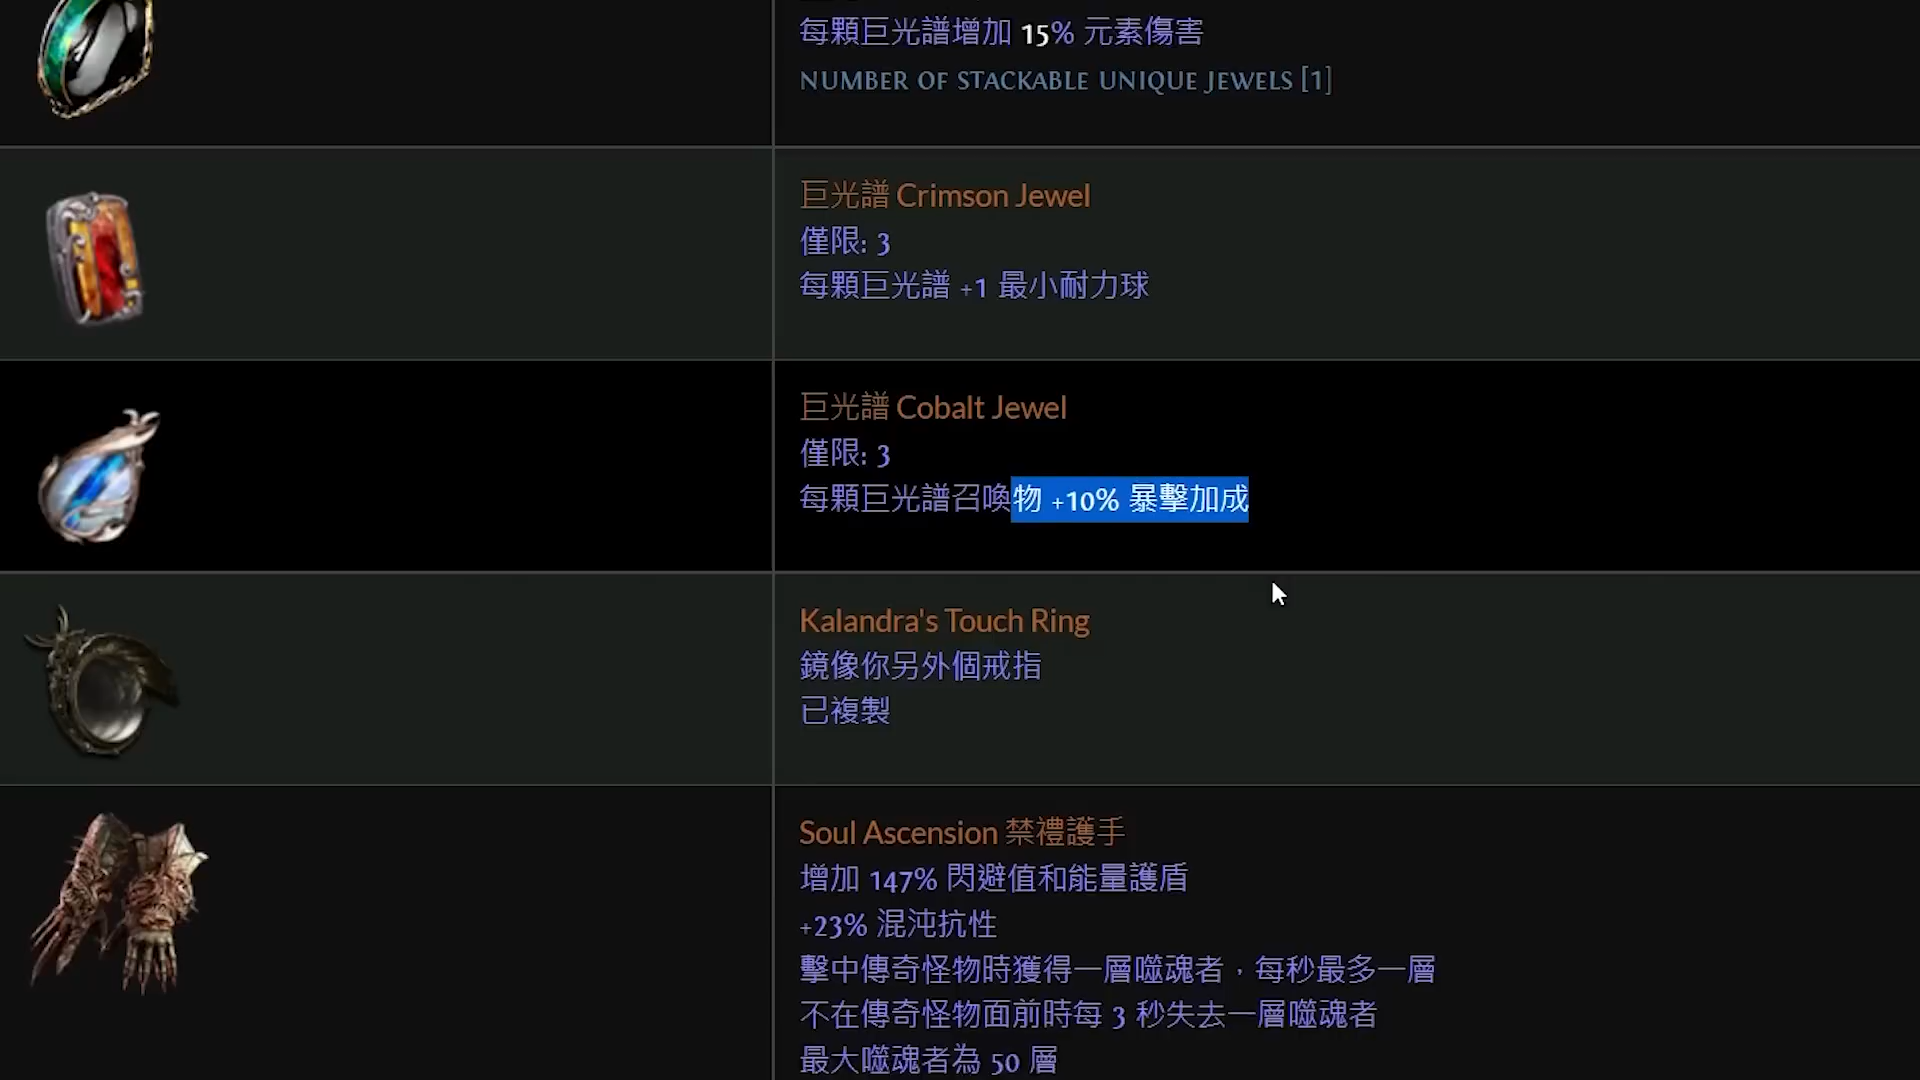 每顆巨光譜增加 15% 元素傷害
NUMBER OF STACKABLE UNIQUE JEWELS [1]
巨光譜 Crimson Jewel
僅限: 3
每顆巨光譜 +1 最小耐力球
巨光譜 Cobalt Jewel
僅限: 3
每顆巨光譜召喚物 +10% 暴擊加成
Kalandra's Touch Ring
鏡像你另外個戒指
已複製
Soul Ascension 禁禮護手
增加 147% 閃避值和能量護盾
+23% 混沌抗性
擊中傳奇怪物時獲得一層噬魂者，每秒最多一層
不在傳奇怪物面前時每 3 秒失去一層噬魂者
最大噬魂者為 50 層